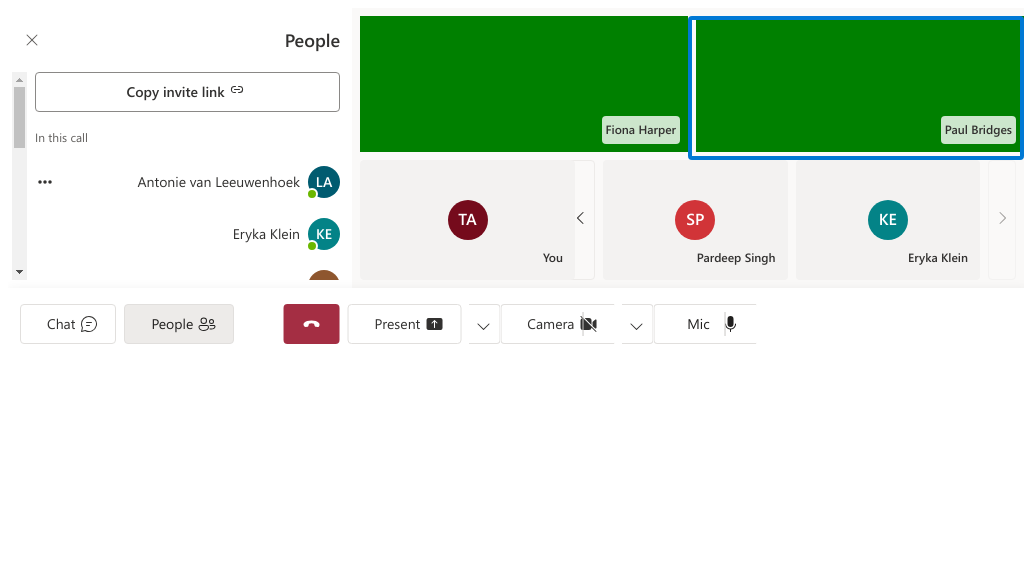 People
Copy invite link
In this call
Antonie van Leeuwenhoek
LA
Eryka Klein
KE
Fiona Harper
Paul Bridges
TA
You
SP
Pardeep Singh
KE
Eryka Klein
Chat
People
Present
Camera
Mic